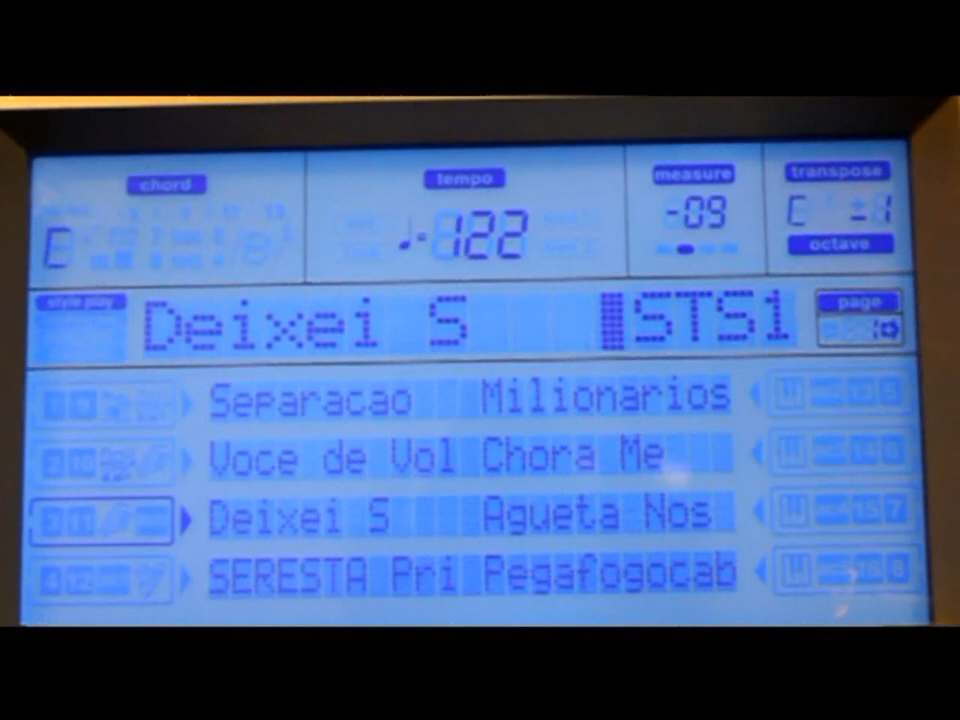 chord tempo measure transpose
C ♩=122 -09 C ±1
octave
style play Deixei S STS1 page
Separacao Milionarios
Voce de Vol Chora Me
Deixei S Agueta Nos
SERESTA Pri Pegafogocab